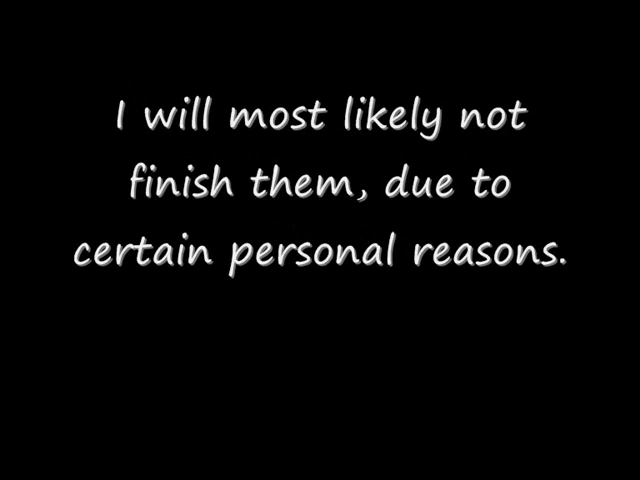 I will most likely not
finish them, due to
certain personal reasons.